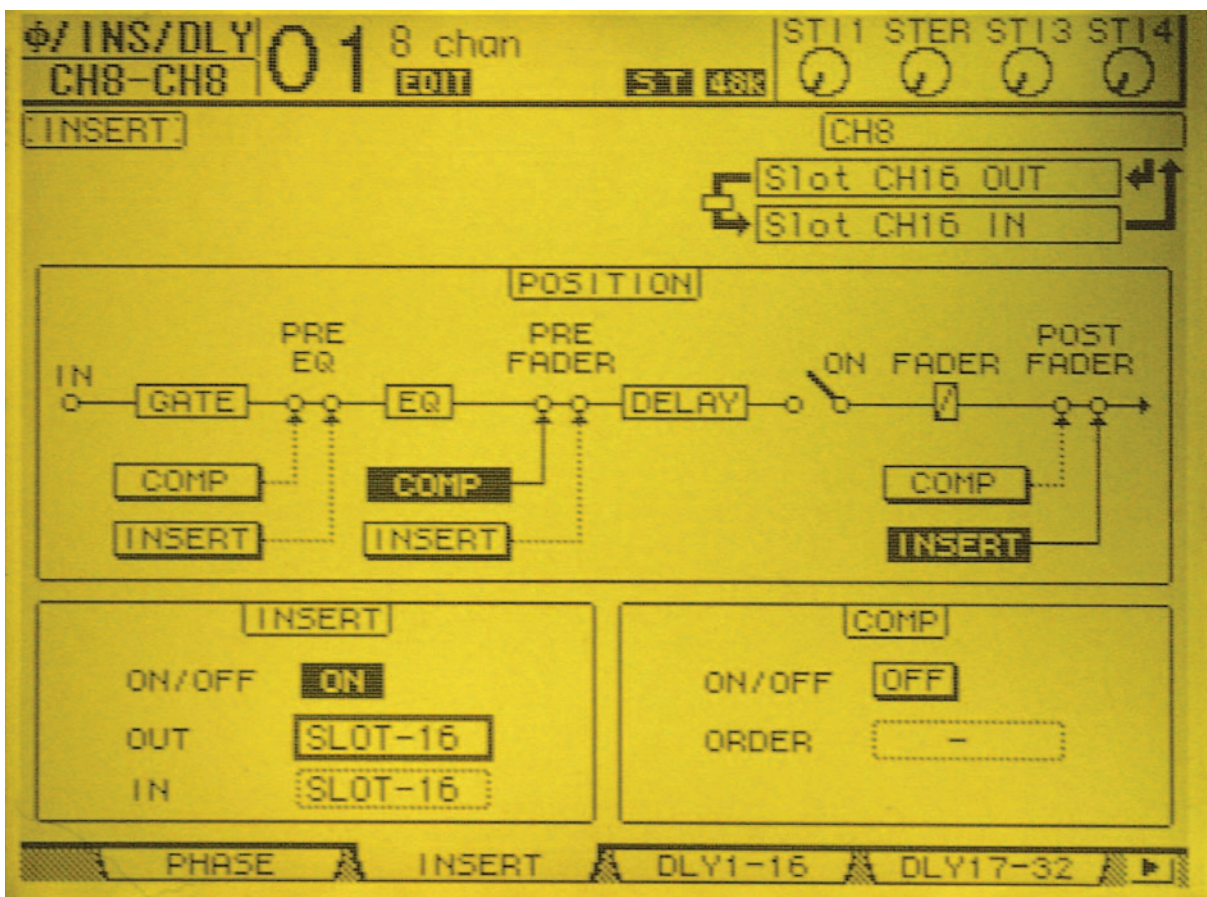 Φ/INS/DLY 01 8 chan STI1 STER STI3 STI4
CH8-CH8 EDIT ST 48K
INSERT CH8
Slot CH16 OUT
Slot CH16 IN
POSITION
PRE EQ
PRE FADER
POST FADER
IN GATE EQ DELAY ON FADER
COMP COMP COMP
INSERT INSERT INSERT
INSERT
ON/OFF ON
OUT SLOT-16
IN SLOT-16
COMP
ON/OFF OFF
ORDER -
PHASE INSERT DLY1-16 DLY17-32